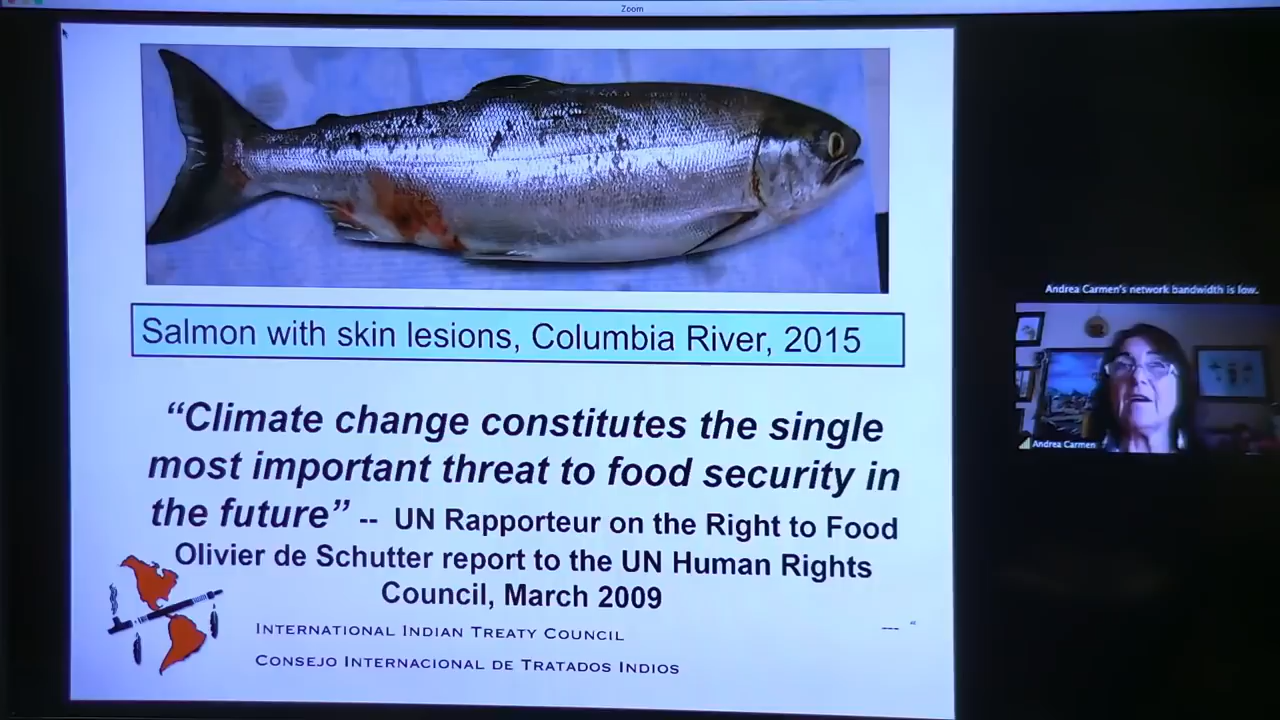 Zoom
Salmon with skin lesions, Columbia River, 2015
“Climate change constitutes the single
most important threat to food security in
the future” -- UN Rapporteur on the Right to Food
Olivier de Schutter report to the UN Human Rights
Council, March 2009
INTERNATIONAL INDIAN TREATY COUNCIL
CONSEJO INTERNACIONAL DE TRATADOS INDIOS
Andrea Carmen's network bandwidth is low.
Andrea Carmen